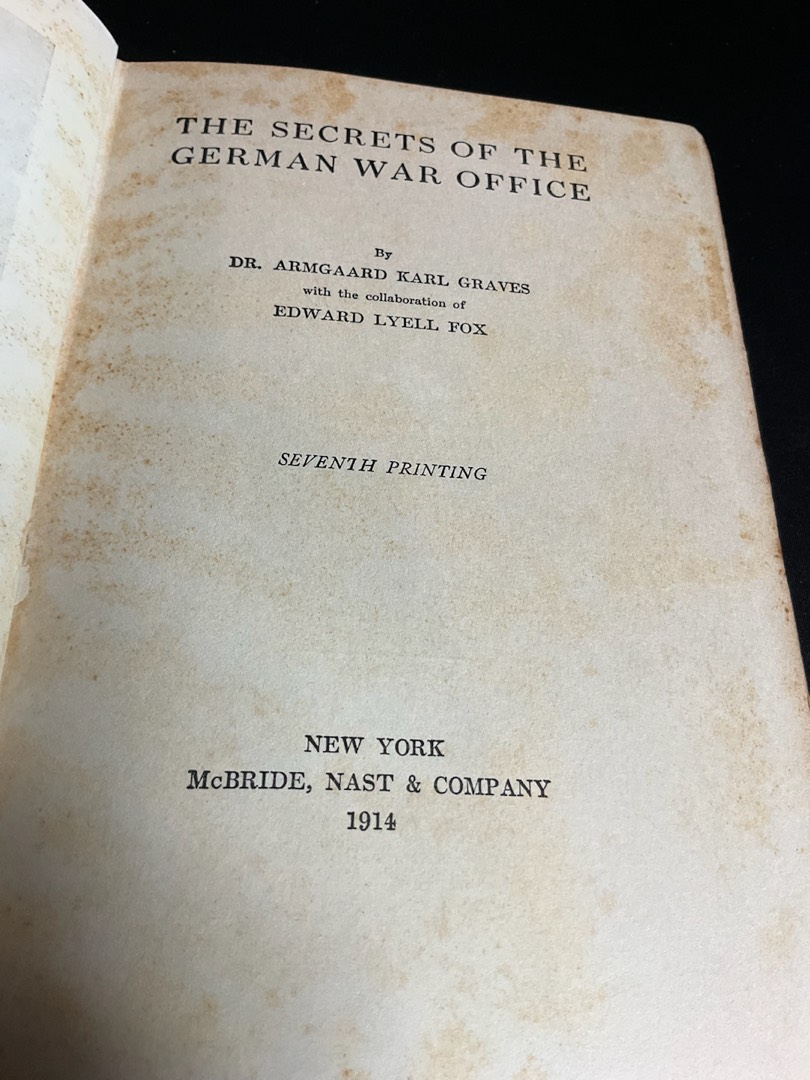 THE SECRETS OF THE
GERMAN WAR OFFICE
By
DR. ARMGAARD KARL GRAVES
with the collaboration of
EDWARD LYELL FOX
SEVENTH PRINTING
NEW YORK
McBRIDE, NAST & COMPANY
1914